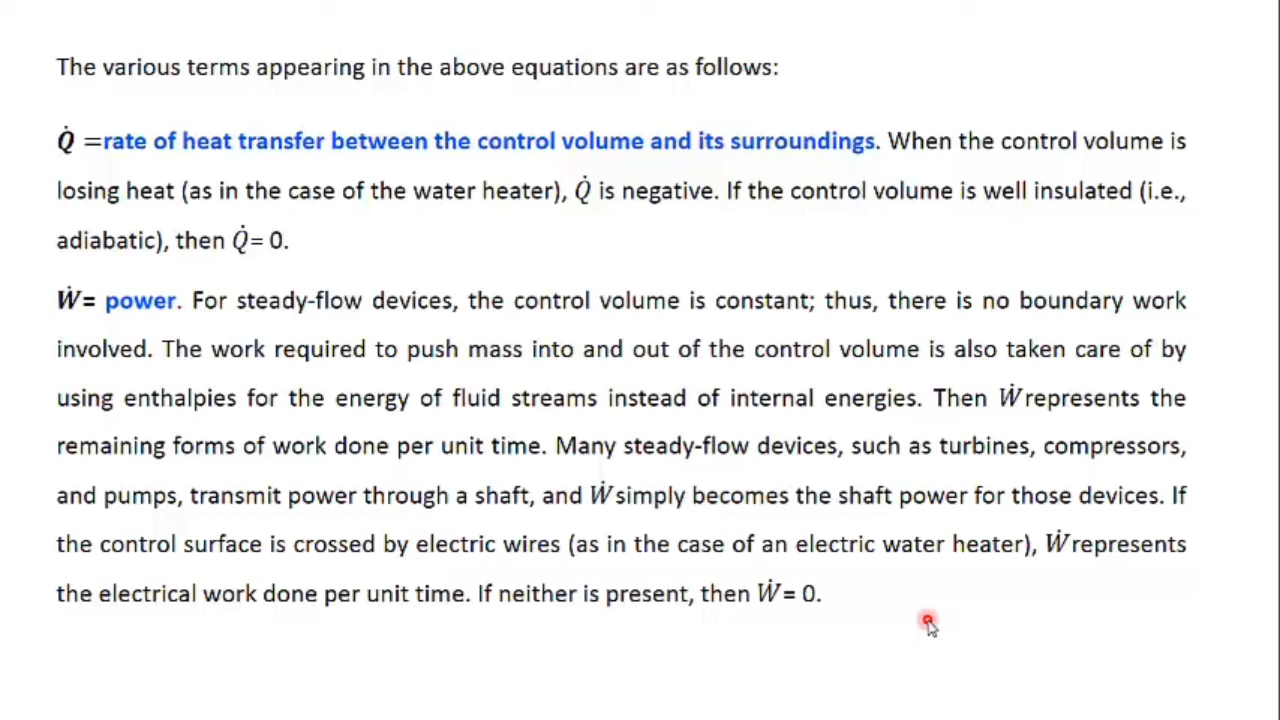 The various terms appearing in the above equations are as follows:
Q̇ =rate of heat transfer between the control volume and its surroundings. When the control volume is
losing heat (as in the case of the water heater), Q̇ is negative. If the control volume is well insulated (i.e.,
adiabatic), then Q̇= 0.
Ẇ= power. For steady-flow devices, the control volume is constant; thus, there is no boundary work
involved. The work required to push mass into and out of the control volume is also taken care of by
using enthalpies for the energy of fluid streams instead of internal energies. Then Ẇ represents the
remaining forms of work done per unit time. Many steady-flow devices, such as turbines, compressors,
and pumps, transmit power through a shaft, and Ẇ simply becomes the shaft power for those devices. If
the control surface is crossed by electric wires (as in the case of an electric water heater), Ẇ represents
the electrical work done per unit time. If neither is present, then Ẇ= 0.